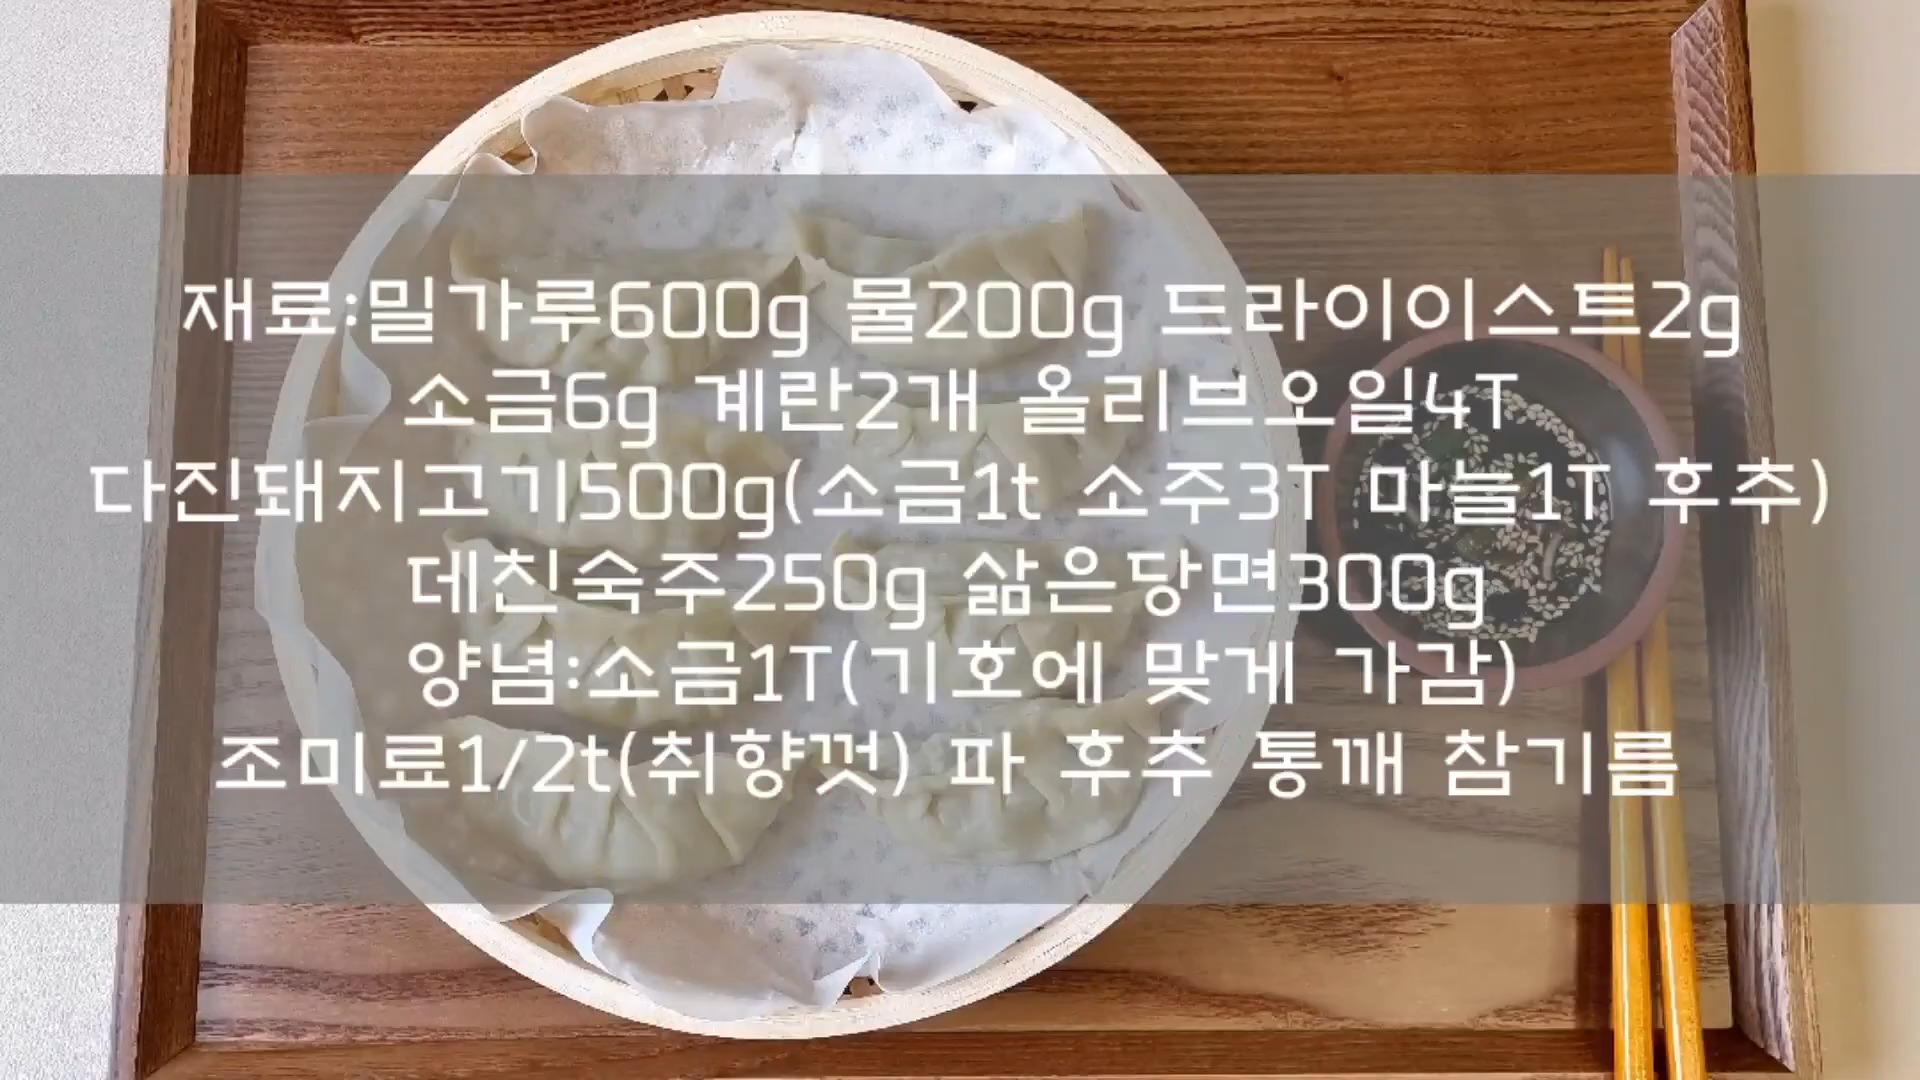 재료:밀가루600g 물200g 드라이이스트2g
소금6g 계란2개 올리브오일4T
다진돼지고기500g(소금1t 소주3T 마늘1T 후추)
데친숙주250g 삶은당면300g
양념:소금1T(기호에 맞게 가감)
조미료1/2t(취향껏) 파 후추 통깨 참기름